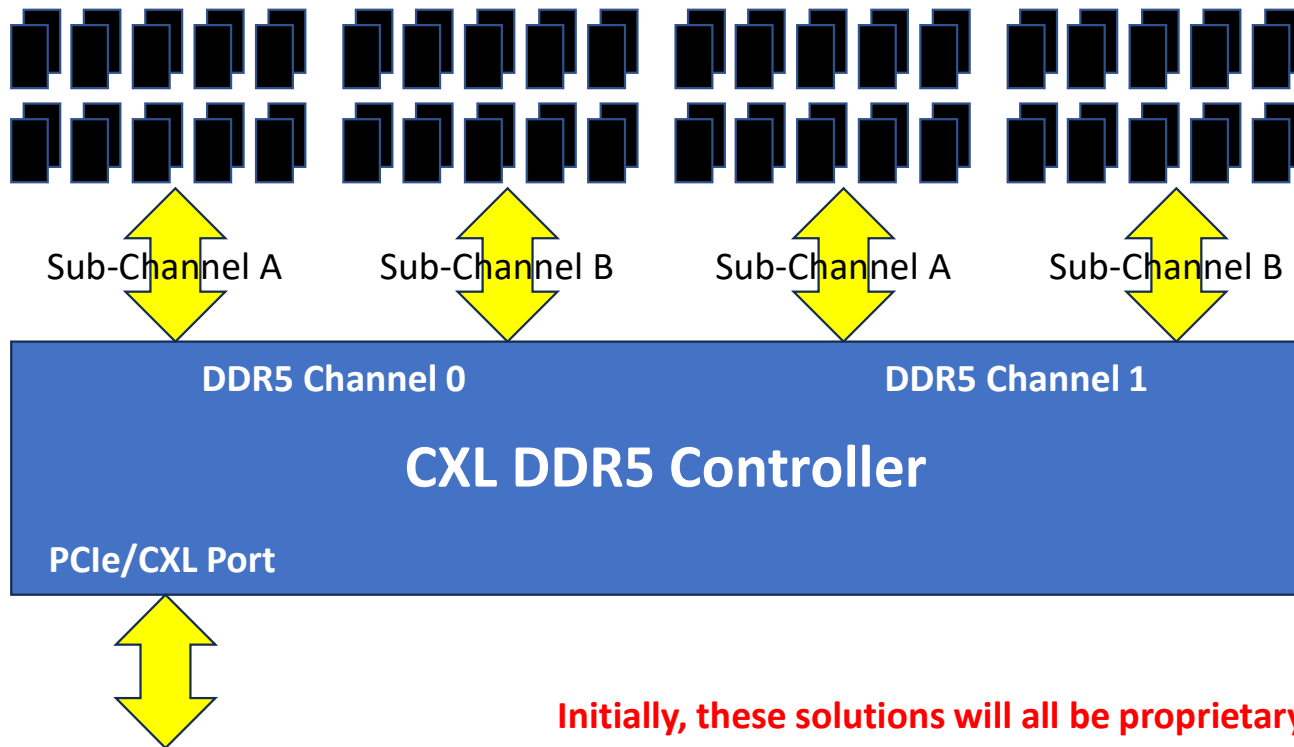 Sub-Channel A
Sub-Channel B
Sub-Channel A
Sub-Channel B
DDR5 Channel 0
DDR5 Channel 1
CXL DDR5 Controller
PCIe/CXL Port
Initially, these solutions will all be proprietary